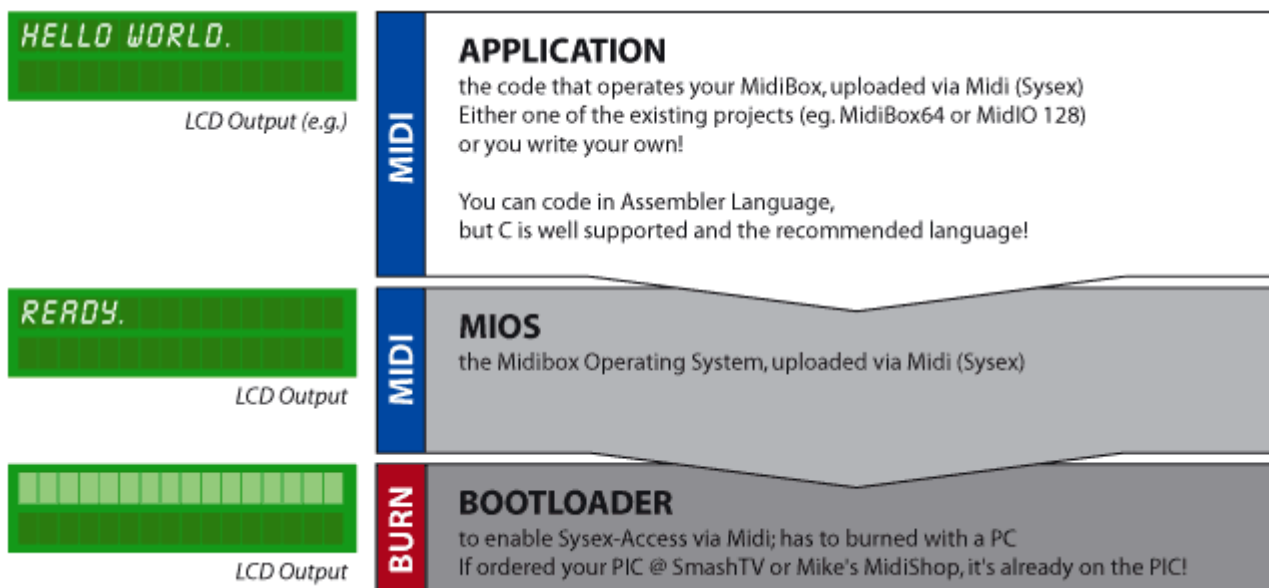 HELLO WORLD.
LCD Output (e.g.)
MIDI
APPLICATION
the code that operates your MidiBox, uploaded via Midi (Sysex)
Either one of the existing projects (eg. MidiBox64 or MidIO 128)
or you write your own!
You can code in Assembler Language,
but C is well supported and the recommended language!
READY.
LCD Output
MIDI
MIOS
the Midibox Operating System, uploaded via Midi (Sysex)
LCD Output
BURN
BOOTLOADER
to enable Sysex-Access via Midi; has to burned with a PC
If ordered your PIC @ SmashTV or Mike's MidiShop, it's already on the PIC!